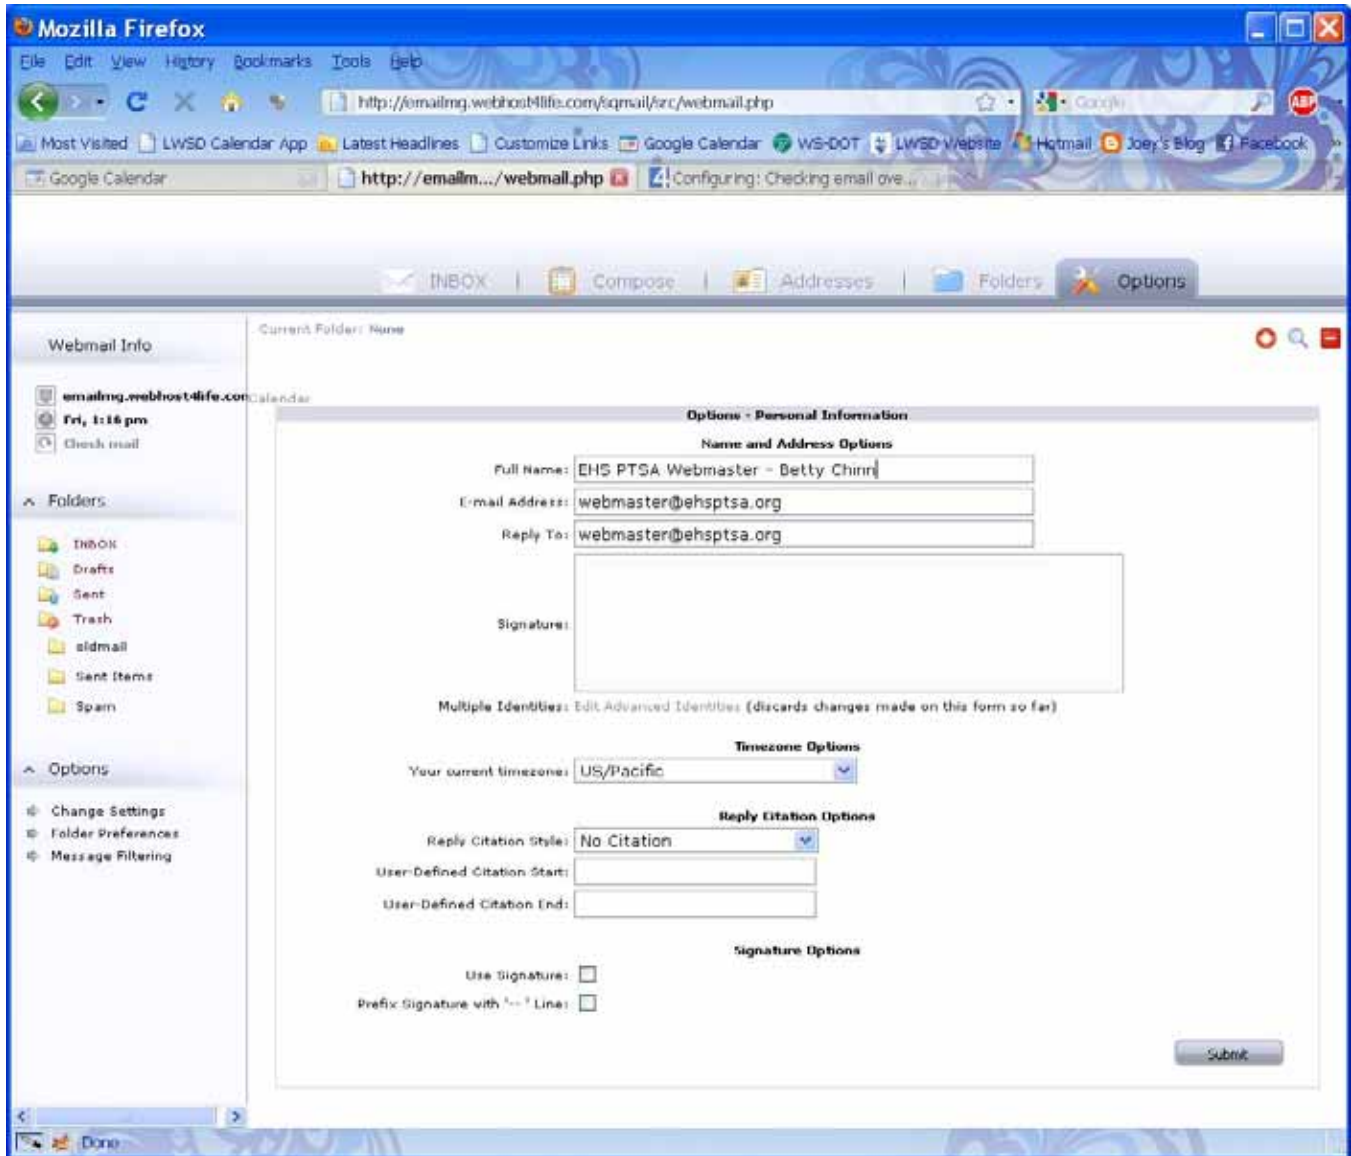 Mozilla Firefox
File Edit View History Bookmarks Tools Help
http://emailmg.webhost4life.com/sqmail/src/webmail.php Google ABP
Most Visited LWSD Calendar App Latest Headlines Customize Links Google Calendar WS-DOT LWSD Website Hotmail Joey's Blog Facebook
Google Calendar http://emailm.../webmail.php Configuring: Checking email ove...
INBOX | Compose | Addresses | Folders Options
Webmail Info
Current Folder: None
emailmg.webhost4life.com
Calendar
Fri, 1:16 pm
Check mail
Folders
INBOX
Drafts
Sent
Trash
oldmail
Sent Items
Spam
Options
Change Settings
Folder Preferences
Message Filtering
Options - Personal Information
Name and Address Options
Full Name: EHS PTSA Webmaster - Betty Chinn
E-mail Address: webmaster@ehsptsa.org
Reply To: webmaster@ehsptsa.org
Signature:
Multiple Identities: Edit Advanced Identities (discards changes made on this form so far)
Timezone Options
Your current timezone: US/Pacific
Reply Citation Options
Reply Citation Style: No Citation
User-Defined Citation Start:
User-Defined Citation End:
Signature Options
Use Signature:
Prefix Signature with '-- ' Line:
Submit
Done